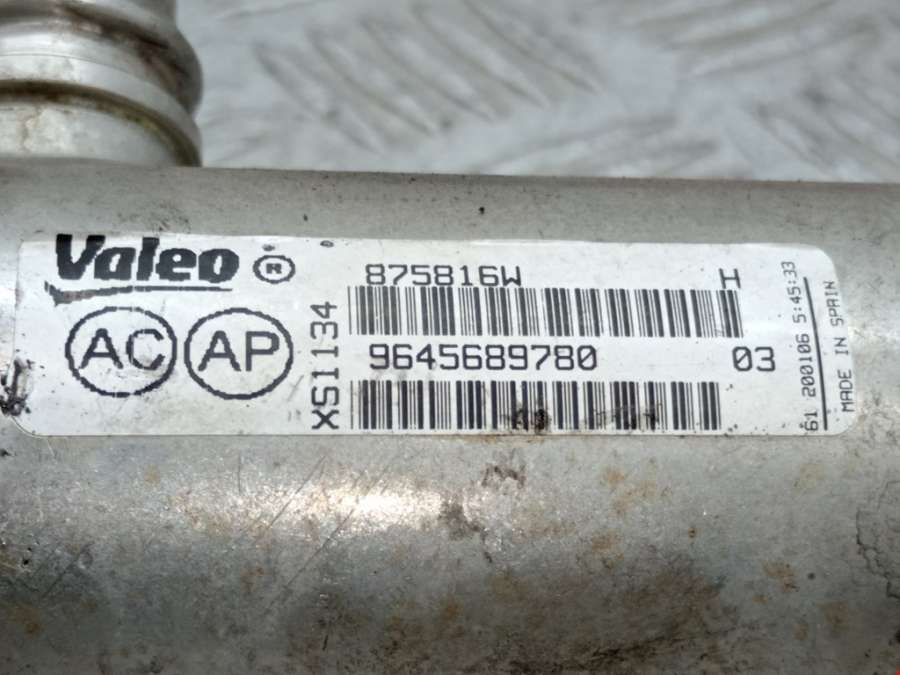 Valeo ®
AC AP
XS1134
875816W H
9645689780 03
61 200106 5:45:33
MADE IN SPAIN